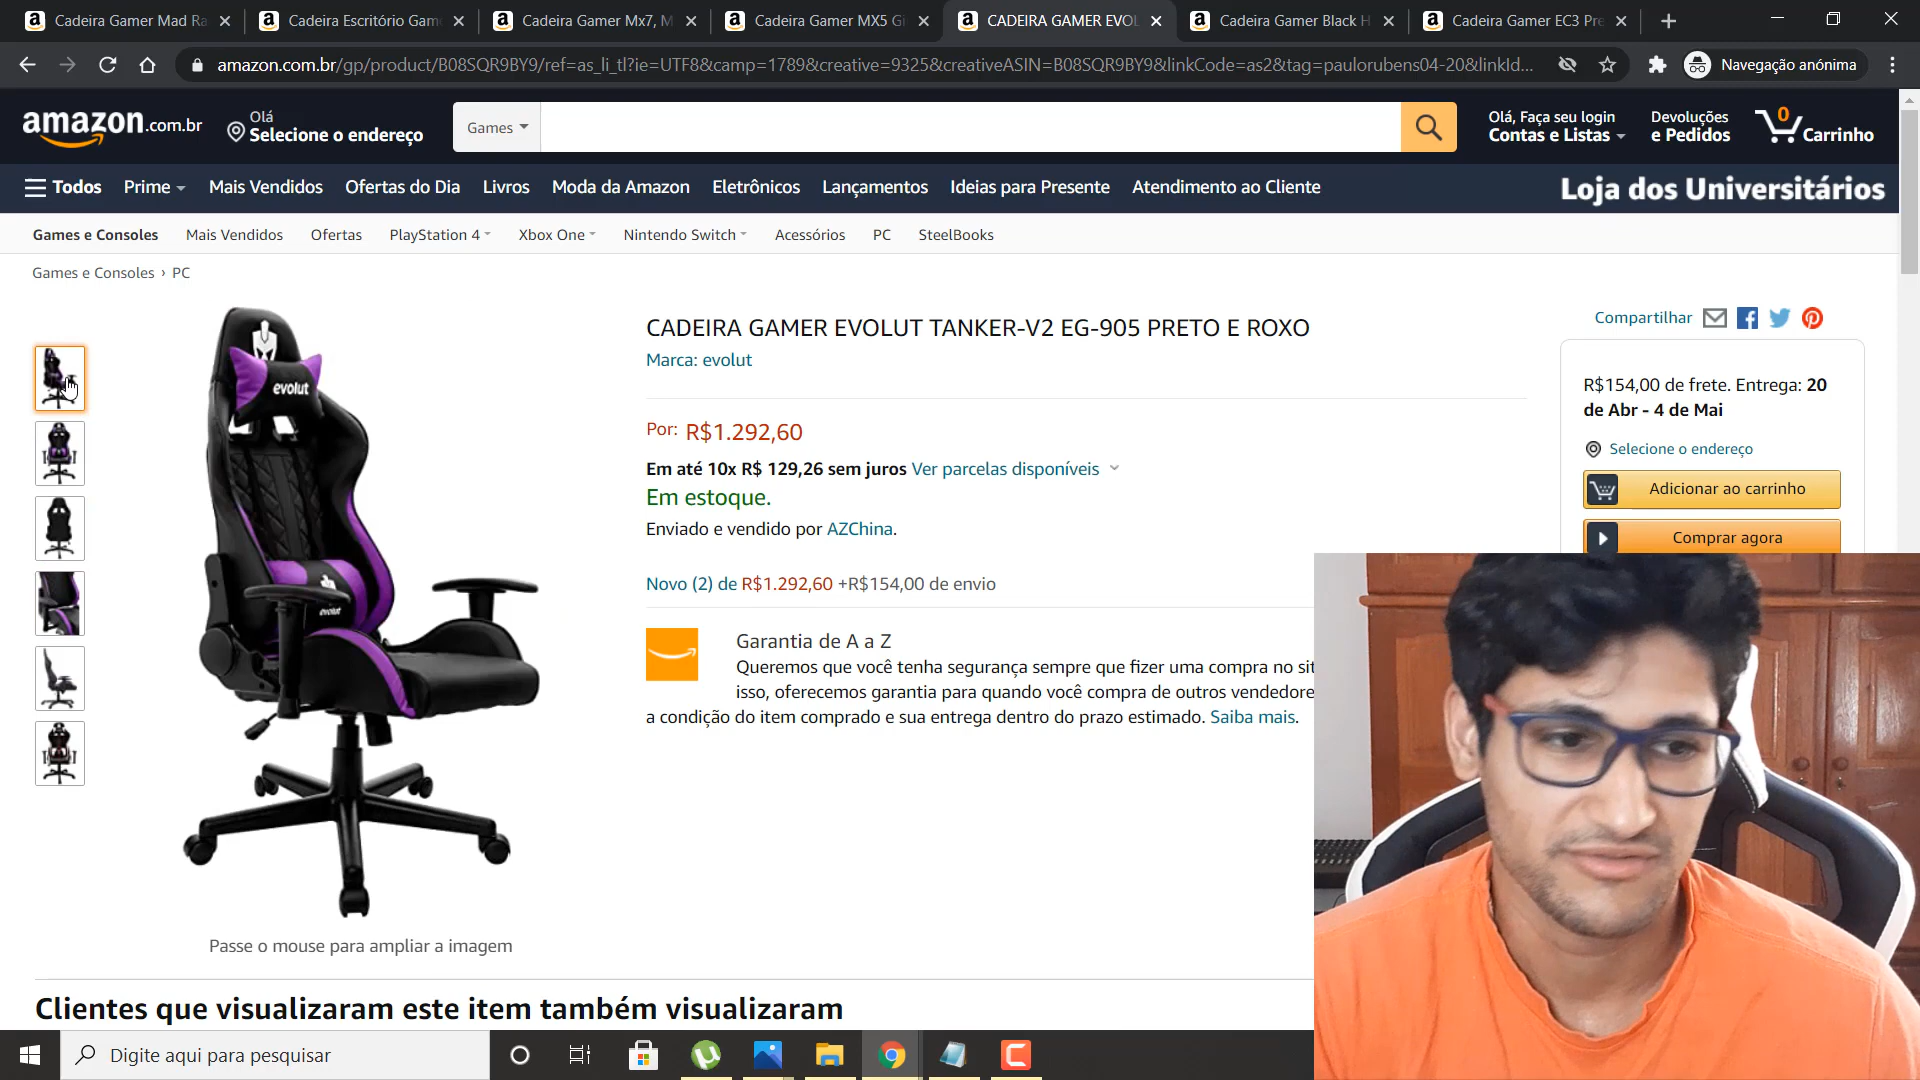 Cadeira Gamer Mad Ra
Cadeira Escritório Gam
Cadeira Gamer Mx7, M
Cadeira Gamer MX5 Gi
CADEIRA GAMER EVOL
Cadeira Gamer Black H
Cadeira Gamer EC3 Pre
amazon.com.br/gp/product/B08SQR9BY9/ref=as_li_tl?ie=UTF8&camp=1789&creative=9325&creativeASIN=B08SQR9BY9&linkCode=as2&tag=paulorubens04-20&linkId...
Navegação anónima
amazon.com.br
Olá
Selecione o endereço
Games
Olá, Faça seu login
Contas e Listas
Devoluções
e Pedidos
0
Carrinho
Todos
Prime
Mais Vendidos
Ofertas do Dia
Livros
Moda da Amazon
Eletrônicos
Lançamentos
Ideias para Presente
Atendimento ao Cliente
Loja dos Universitários
Games e Consoles
Mais Vendidos
Ofertas
PlayStation 4
Xbox One
Nintendo Switch
Acessórios
PC
SteelBooks
Games e Consoles › PC
CADEIRA GAMER EVOLUT TANKER-V2 EG-905 PRETO E ROXO
Marca: evolut
Por: R$1.292,60
Em até 10x R$ 129,26 sem juros Ver parcelas disponíveis
Em estoque.
Enviado e vendido por AZChina.
Novo (2) de R$1.292,60 +R$154,00 de envio
Garantia de A a Z
Queremos que você tenha segurança sempre que fizer uma compra no sit
isso, oferecemos garantia para quando você compra de outros vendedore
a condição do item comprado e sua entrega dentro do prazo estimado. Saiba mais.
Compartilhar
R$154,00 de frete. Entrega: 20
de Abr - 4 de Mai
Selecione o endereço
Adicionar ao carrinho
Comprar agora
evolut
evolut
Passe o mouse para ampliar a imagem
Clientes que visualizaram este item também visualizaram
Digite aqui para pesquisar